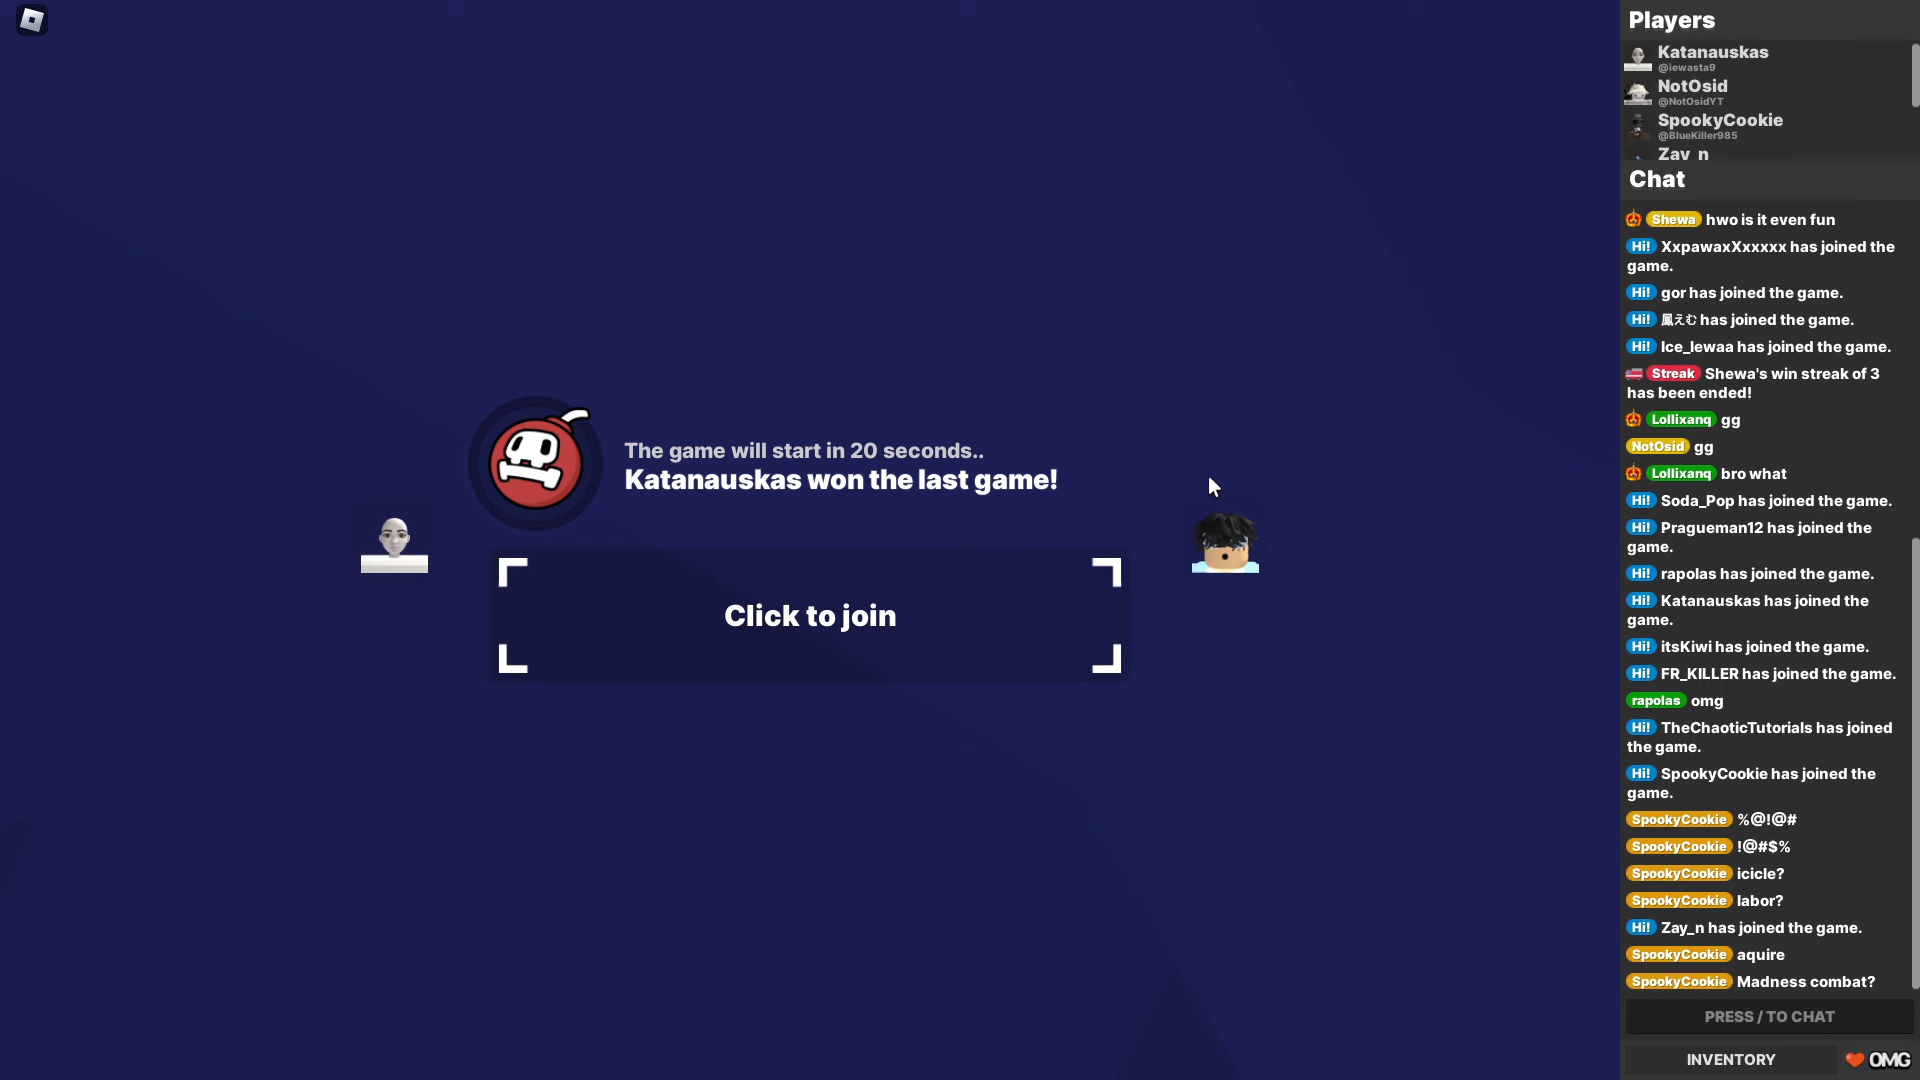 Players
Katanauskas
@iewasta9
NotOsid
@NotOsidYT
SpookyCookie
@BlueKiller985
Zay_n
Chat
Shewa hwo is it even fun
Hi! XxpawaxXxxxxx has joined the
game.
Hi! gor has joined the game.
Hi! 鳳えむ has joined the game.
Hi! Ice_lewaa has joined the game.
Streak Shewa's win streak of 3
has been ended!
Lollixanq gg
NotOsid gg
Lollixanq bro what
Hi! Soda_Pop has joined the game.
Hi! Pragueman12 has joined the
game.
Hi! rapolas has joined the game.
Hi! Katanauskas has joined the
game.
Hi! itsKiwi has joined the game.
Hi! FR_KILLER has joined the game.
rapolas omg
Hi! TheChaoticTutorials has joined
the game.
Hi! SpookyCookie has joined the
game.
SpookyCookie %@!@#
SpookyCookie !@#$%
SpookyCookie icicle?
SpookyCookie labor?
Hi! Zay_n has joined the game.
SpookyCookie aquire
SpookyCookie Madness combat?
PRESS / TO CHAT
INVENTORY
OMG
The game will start in 20 seconds..
Katanauskas won the last game!
Click to join